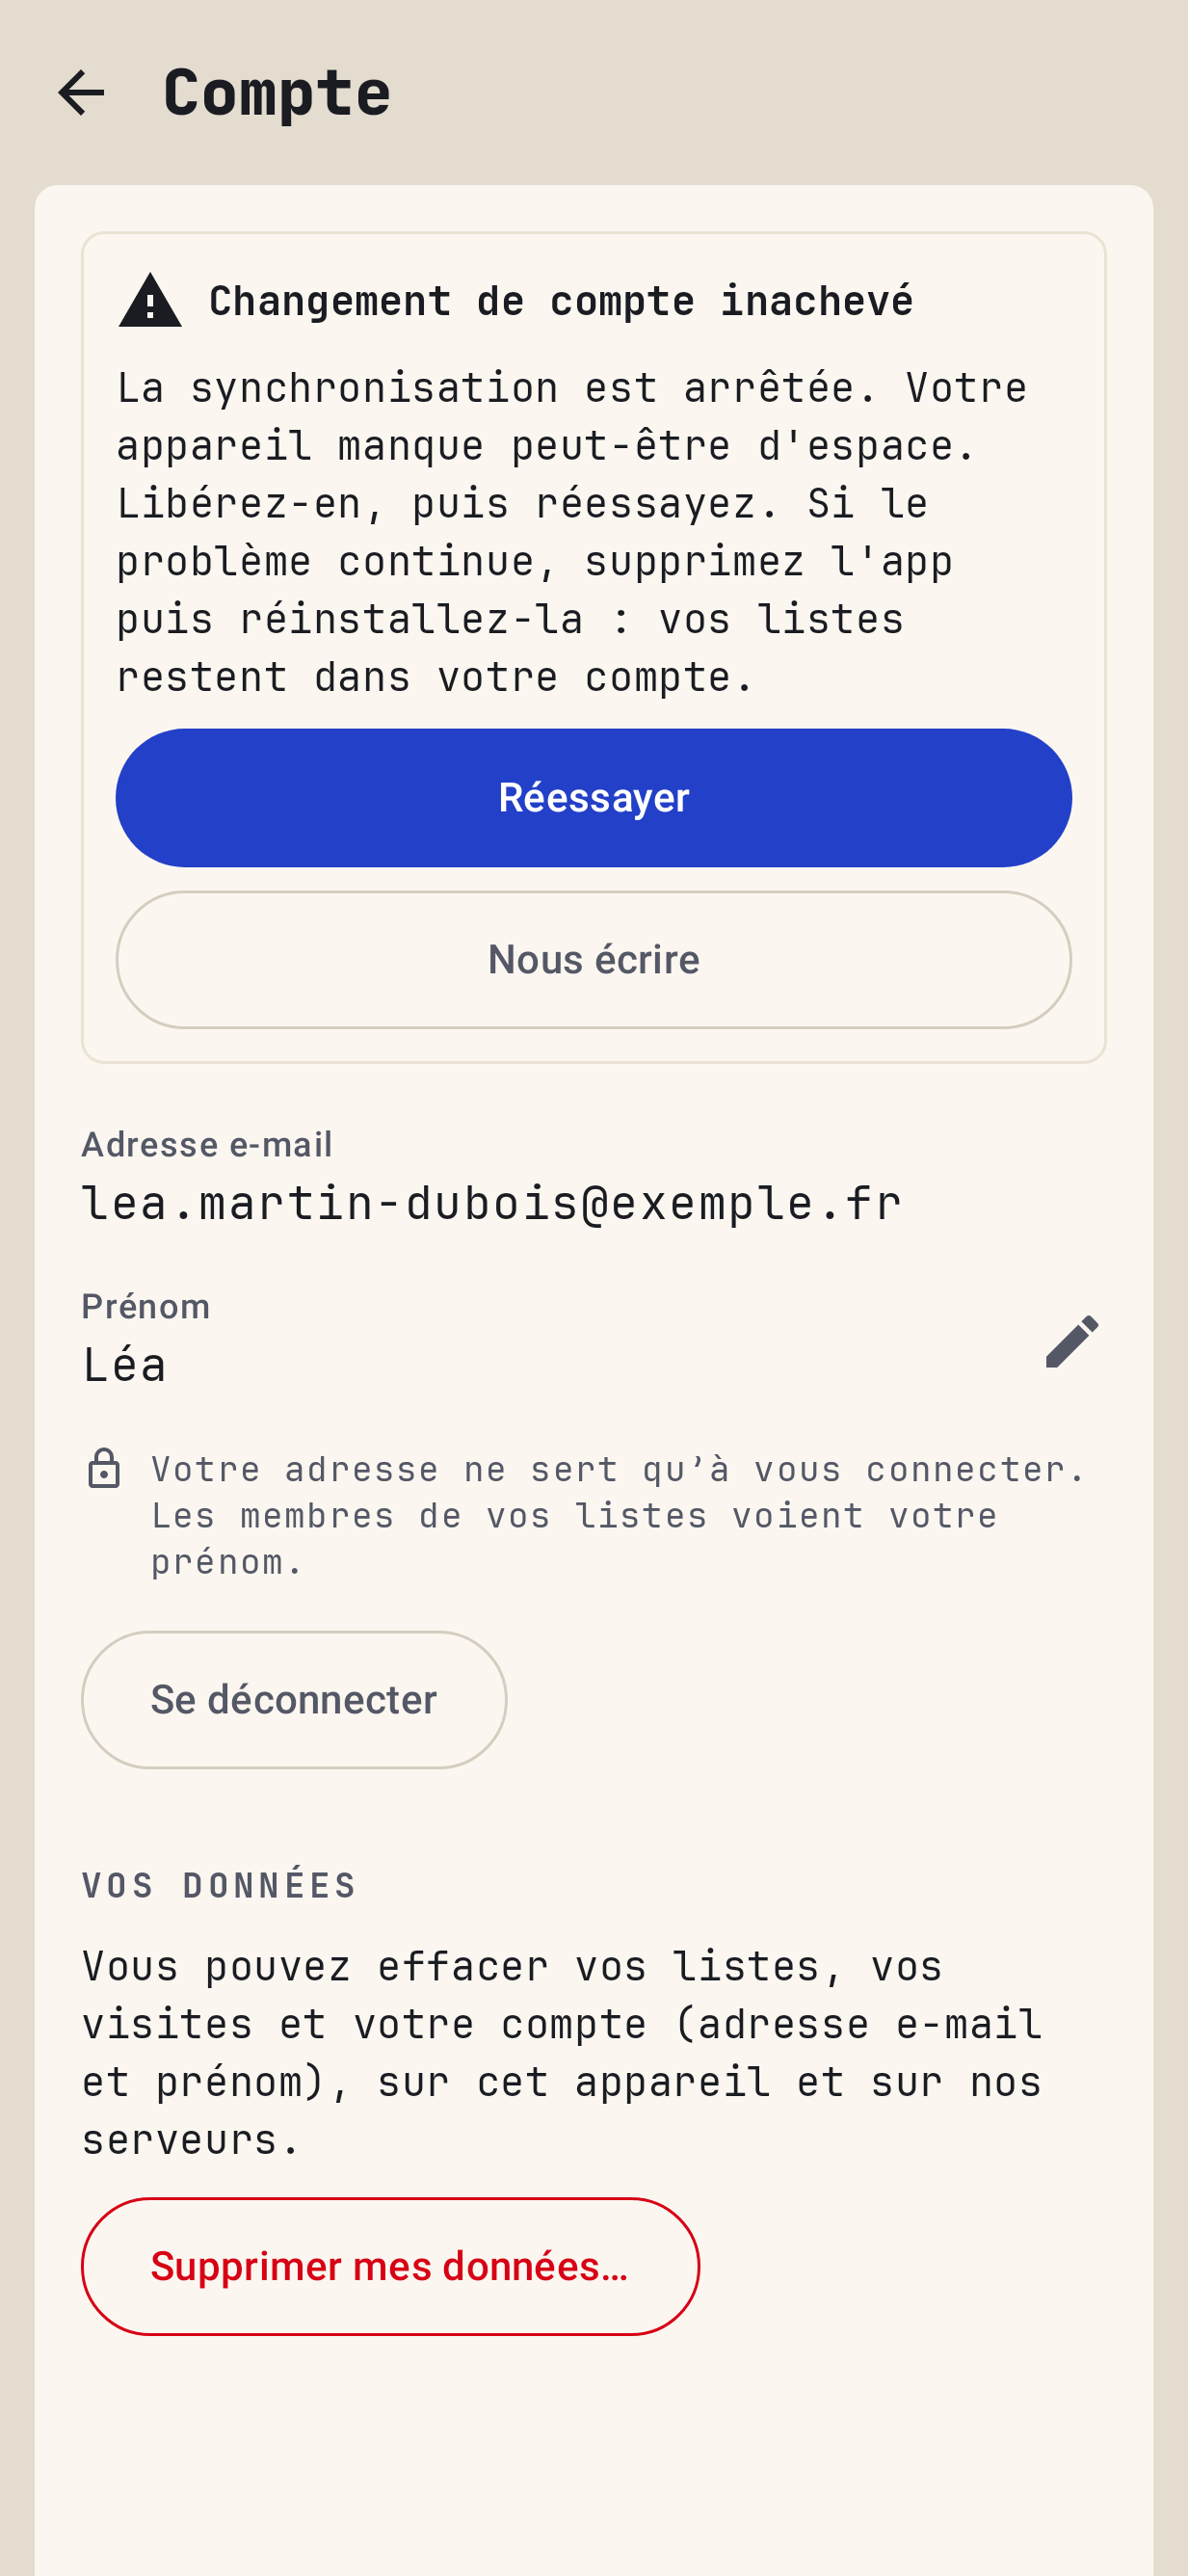 Compte
Changement de compte inachevé
La synchronisation est arrêtée. Votre
appareil manque peut-être d'espace.
Libérez-en, puis réessayez. Si le
problème continue, supprimez l'app
puis réinstallez-la : vos listes
restent dans votre compte.
Réessayer
Nous écrire
Adresse e-mail
lea.martin-dubois@exemple.fr
Prénom
Léa
Votre adresse ne sert qu’à vous connecter.
Les membres de vos listes voient votre
prénom.
Se déconnecter
VOS DONNÉES
Vous pouvez effacer vos listes, vos
visites et votre compte (adresse e-mail
et prénom), sur cet appareil et sur nos
serveurs.
Supprimer mes données…